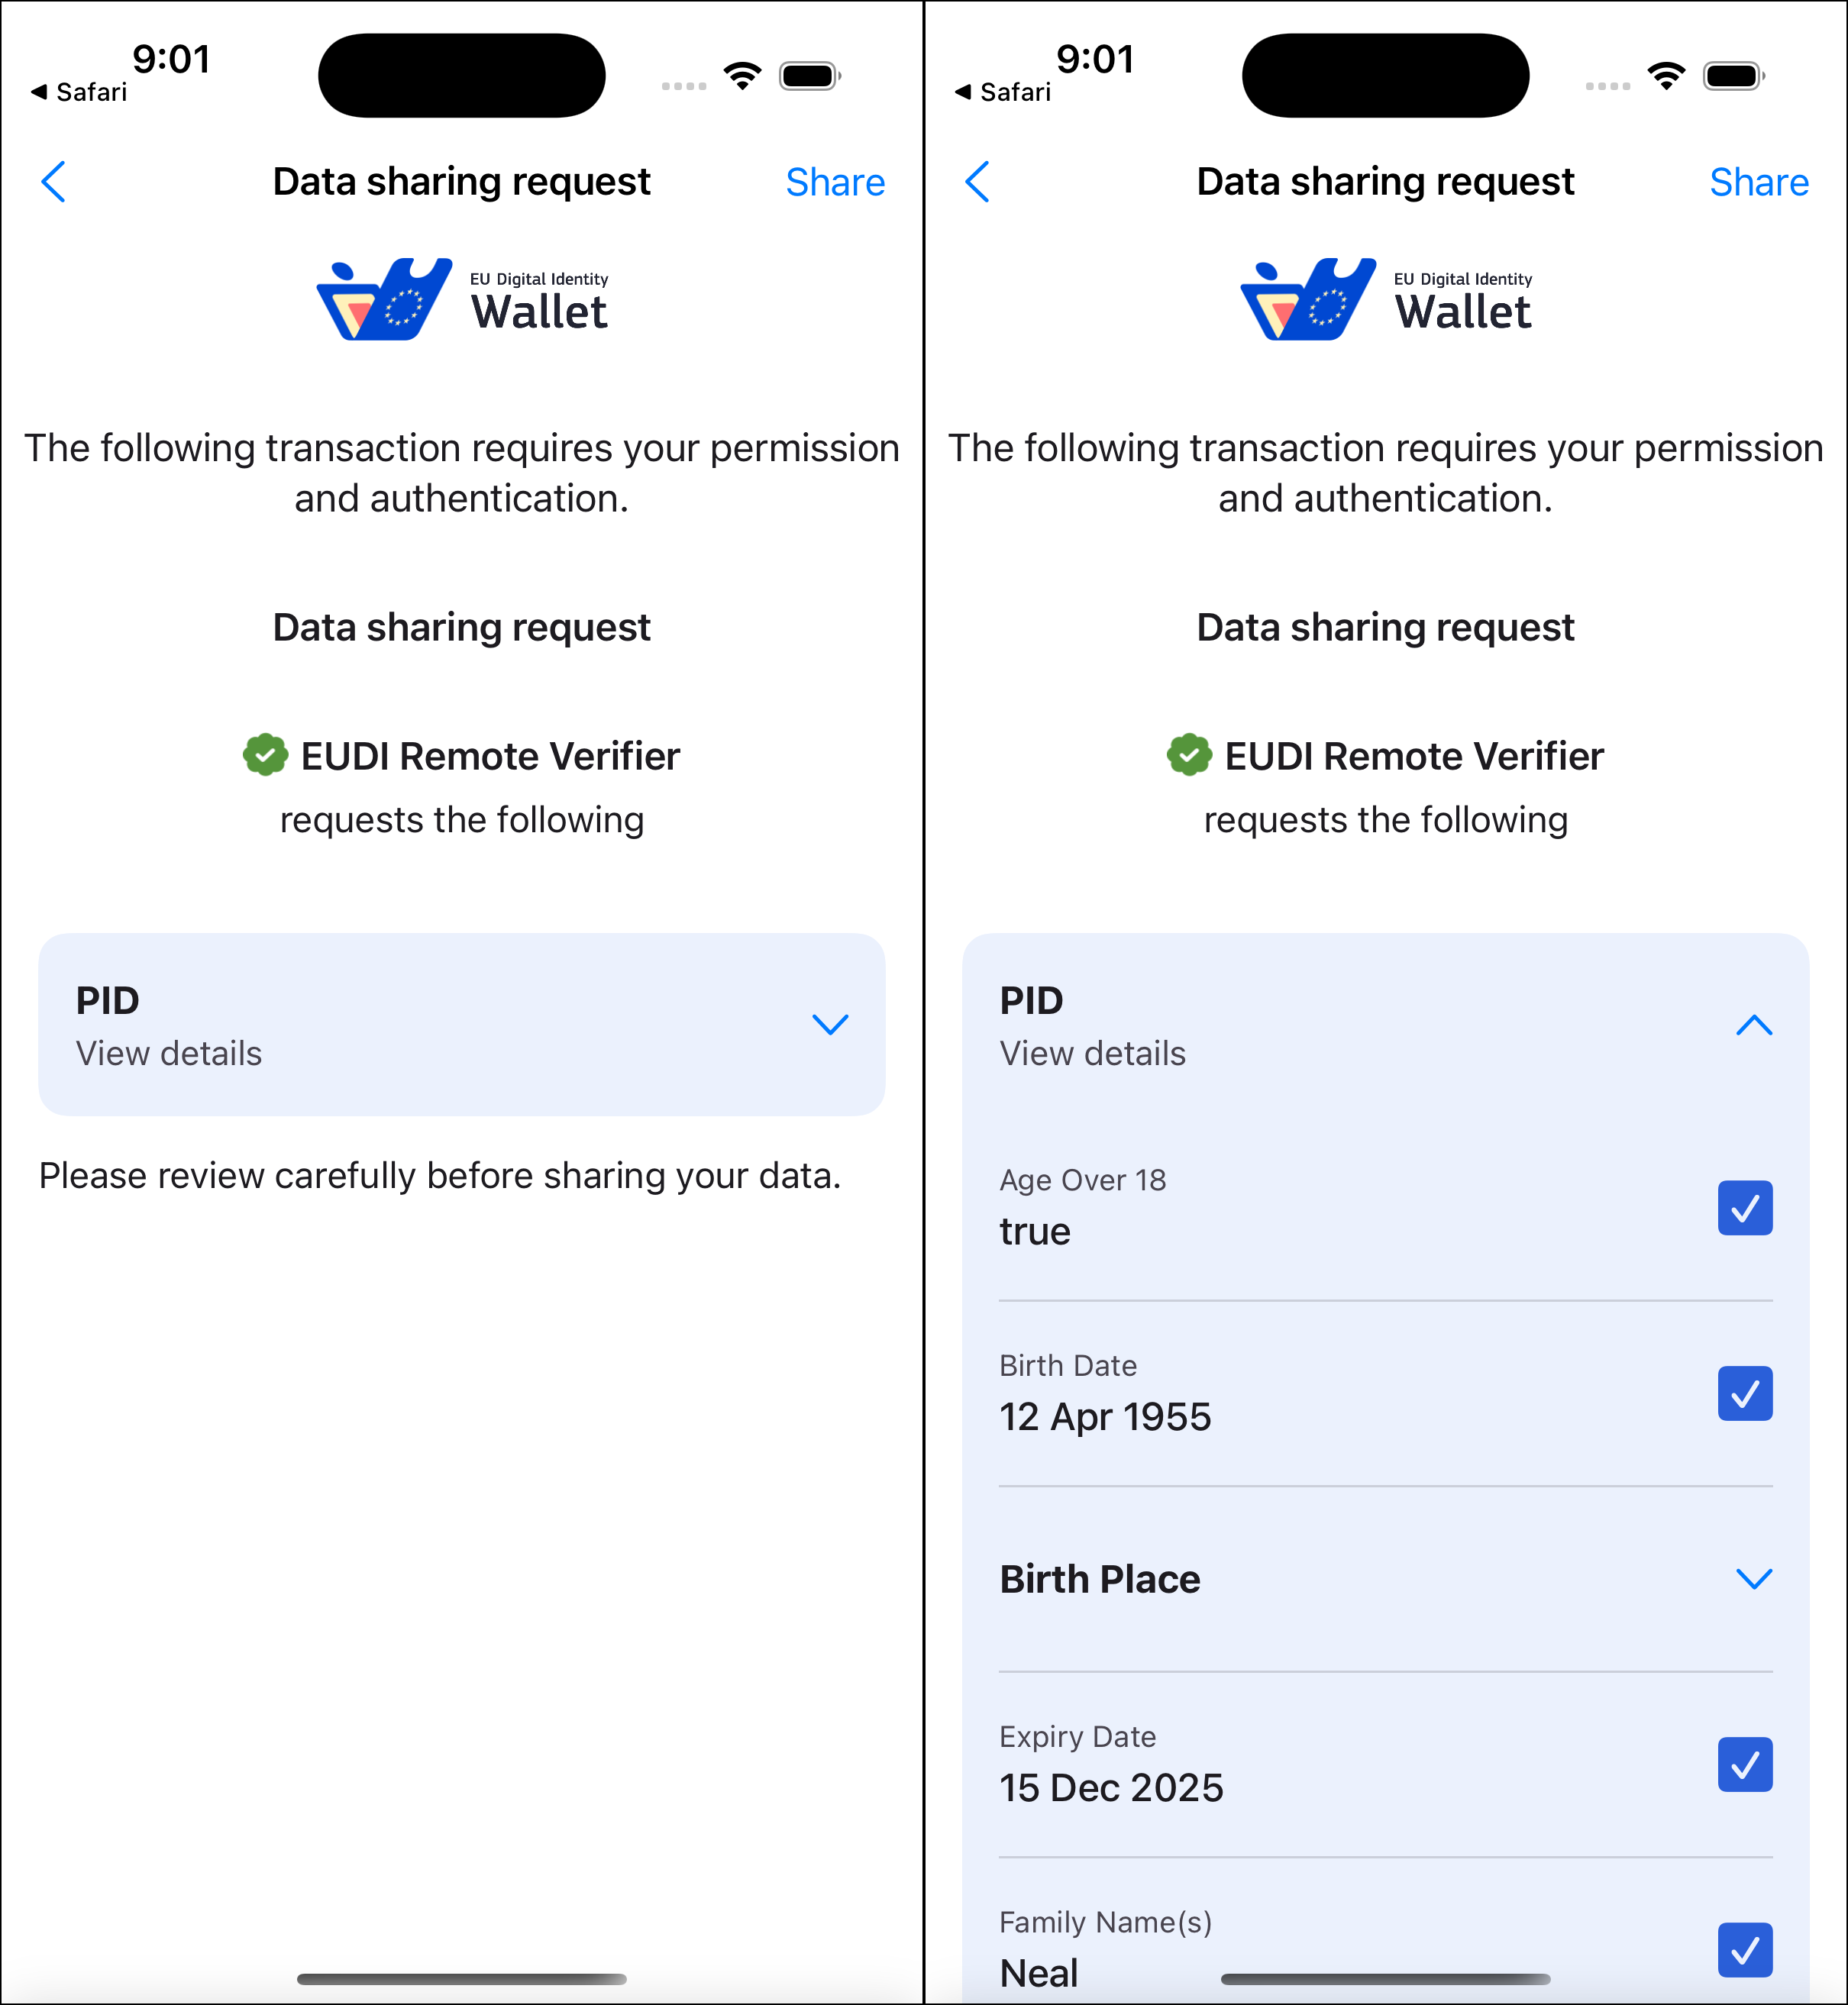 9:01
◀ Safari
Data sharing request
Share
EU Digital Identity
Wallet
The following transaction requires your permission
and authentication.
Data sharing request
EUDI Remote Verifier
requests the following
PID
View details
Please review carefully before sharing your data.
9:01
◀ Safari
Data sharing request
Share
EU Digital Identity
Wallet
The following transaction requires your permission
and authentication.
Data sharing request
EUDI Remote Verifier
requests the following
PID
View details
Age Over 18
true
Birth Date
12 Apr 1955
Birth Place
Expiry Date
15 Dec 2025
Family Name(s)
Neal